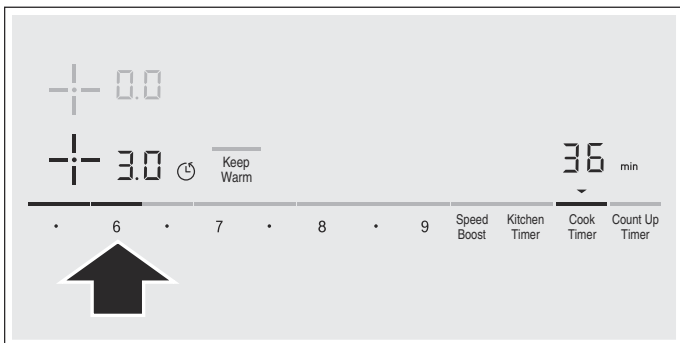 0.0
3.0 Keep Warm 36 min
· 6 · 7 · 8 · 9 Speed Boost Kitchen Timer Cook Timer Count Up Timer